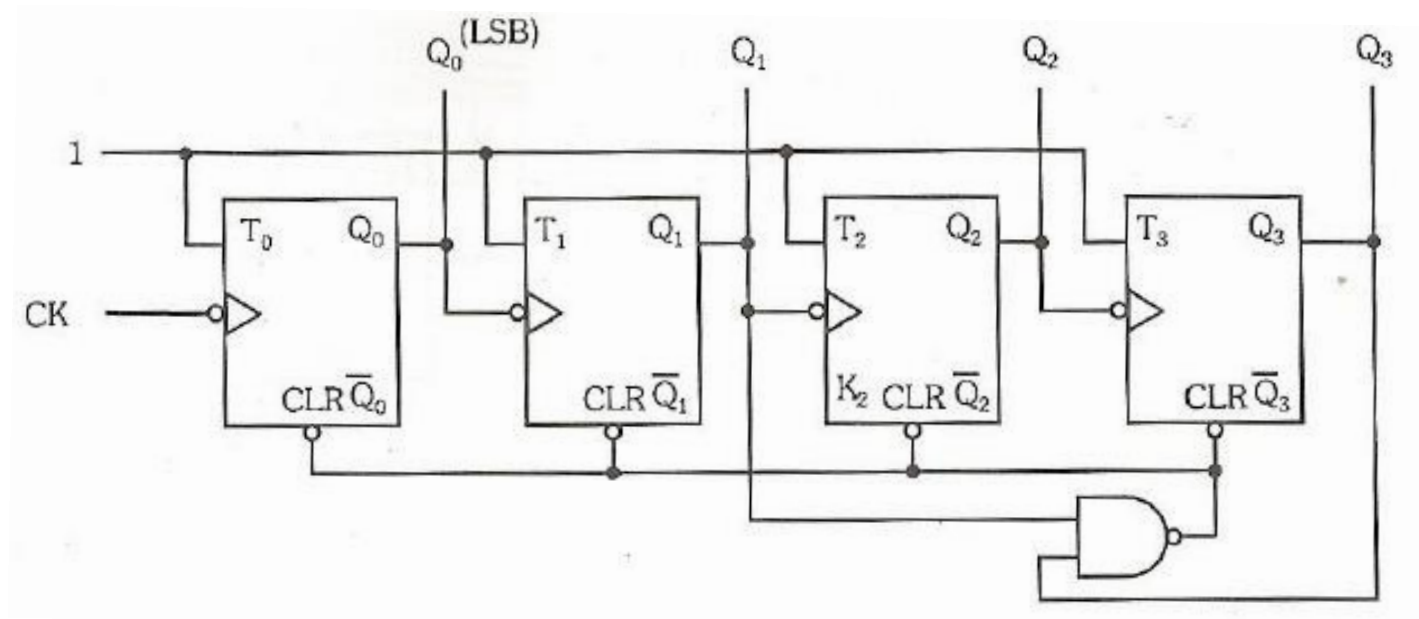 Q₀ (LSB) Q₁ Q₂ Q₃
1
T₀ Q₀ T₁ Q₁ T₂ Q₂ T₃ Q₃
CK
CLR Q̅₀ CLR Q̅₁ K₂ CLR Q̅₂ CLR Q̅₃